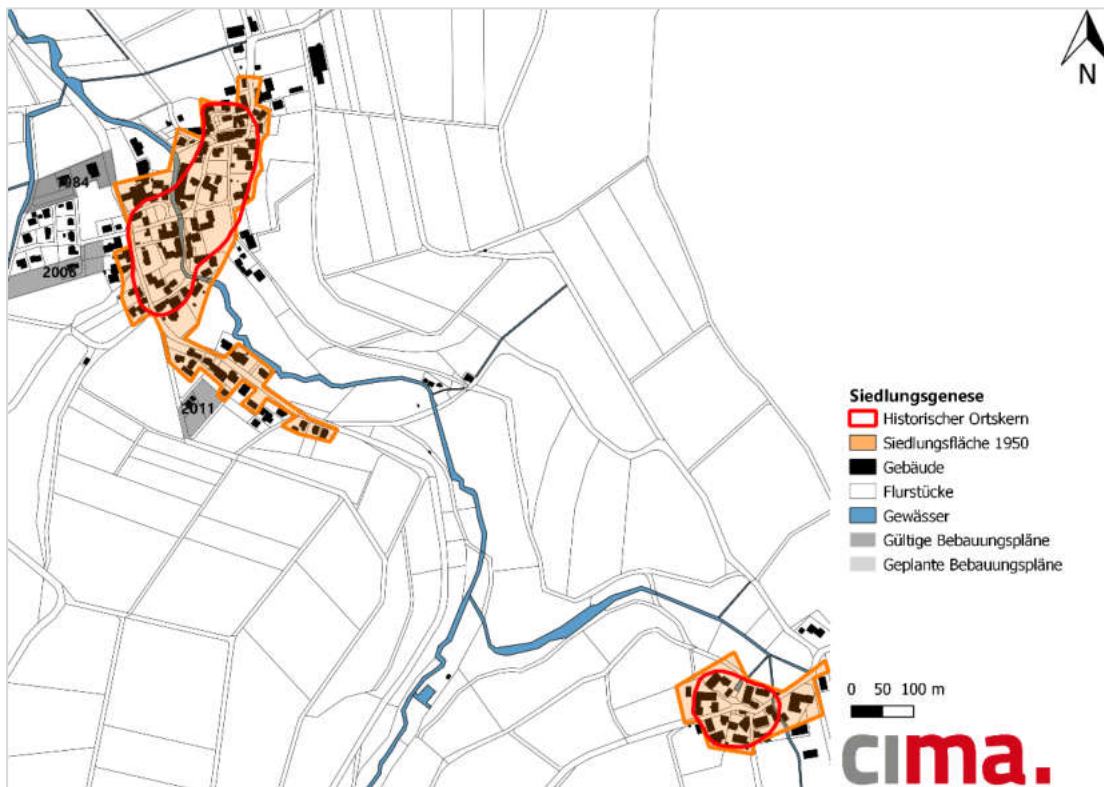 N
1984
2006
2011
Siedlungsgenese
Historischer Ortskern
Siedlungsfläche 1950
Gebäude
Flurstücke
Gewässer
Gültige Bebauungspläne
Geplante Bebauungspläne
0 50 100 m
cima.